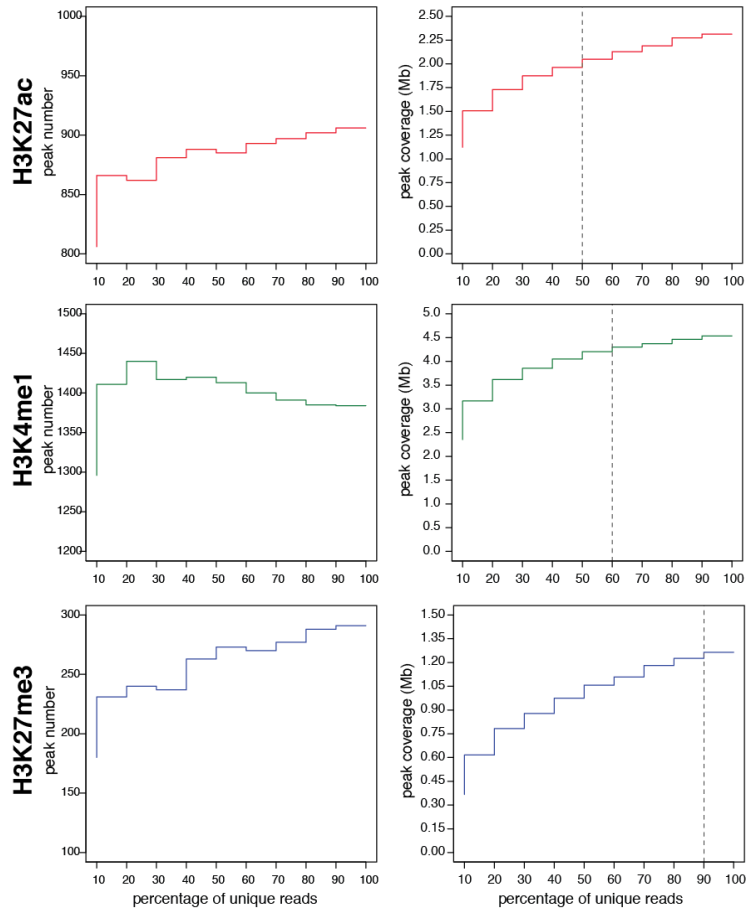 H3K27ac
peak number
1000
950
900
850
800
10 20 30 40 50 60 70 80 90 100
peak coverage (Mb)
2.50
2.25
2.00
1.75
1.50
1.25
1.00
0.75
0.50
0.25
0.00
10 20 30 40 50 60 70 80 90 100
H3K4me1
peak number
1500
1450
1400
1350
1300
1250
1200
10 20 30 40 50 60 70 80 90 100
peak coverage (Mb)
5.0
4.5
4.0
3.5
3.0
2.5
2.0
1.5
1.0
0.5
0.0
10 20 30 40 50 60 70 80 90 100
H3K27me3
peak number
300
250
200
150
100
10 20 30 40 50 60 70 80 90 100
percentage of unique reads
peak coverage (Mb)
1.50
1.35
1.20
1.05
0.90
0.75
0.60
0.45
0.30
0.15
0.00
10 20 30 40 50 60 70 80 90 100
percentage of unique reads